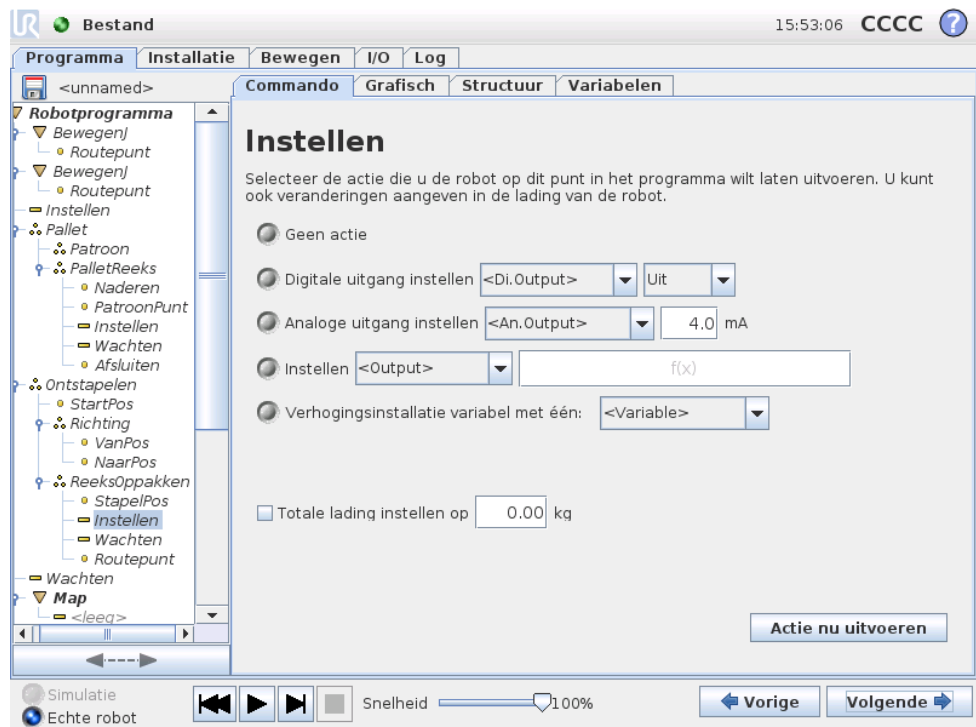 UR Bestand 15:53:06 CCCC ?
Programma Installatie Bewegen I/O Log
<unnamed>
Commando Grafisch Structuur Variabelen
Robotprogramma
BewegenJ
Routepunt
BewegenJ
Routepunt
Instellen
Pallet
Patroon
PalletReeks
Naderen
PatroonPunt
Instellen
Wachten
Afsluiten
Ontstapelen
StartPos
Richting
VanPos
NaarPos
ReeksOppakken
StapelPos
Instellen
Wachten
Routepunt
Wachten
Map
<leeg>
Instellen
Selecteer de actie die u de robot op dit punt in het programma wilt laten uitvoeren. U kunt
ook veranderingen aangeven in de lading van de robot.
Geen actie
Digitale uitgang instellen <Di.Output> Uit
Analoge uitgang instellen <An.Output> 4.0 mA
Instellen <Output> f(x)
Verhogingsinstallatie variabel met één: <Variable>
Totale lading instellen op 0.00 kg
Actie nu uitvoeren
Simulatie
Echte robot
Snelheid 100%
Vorige Volgende